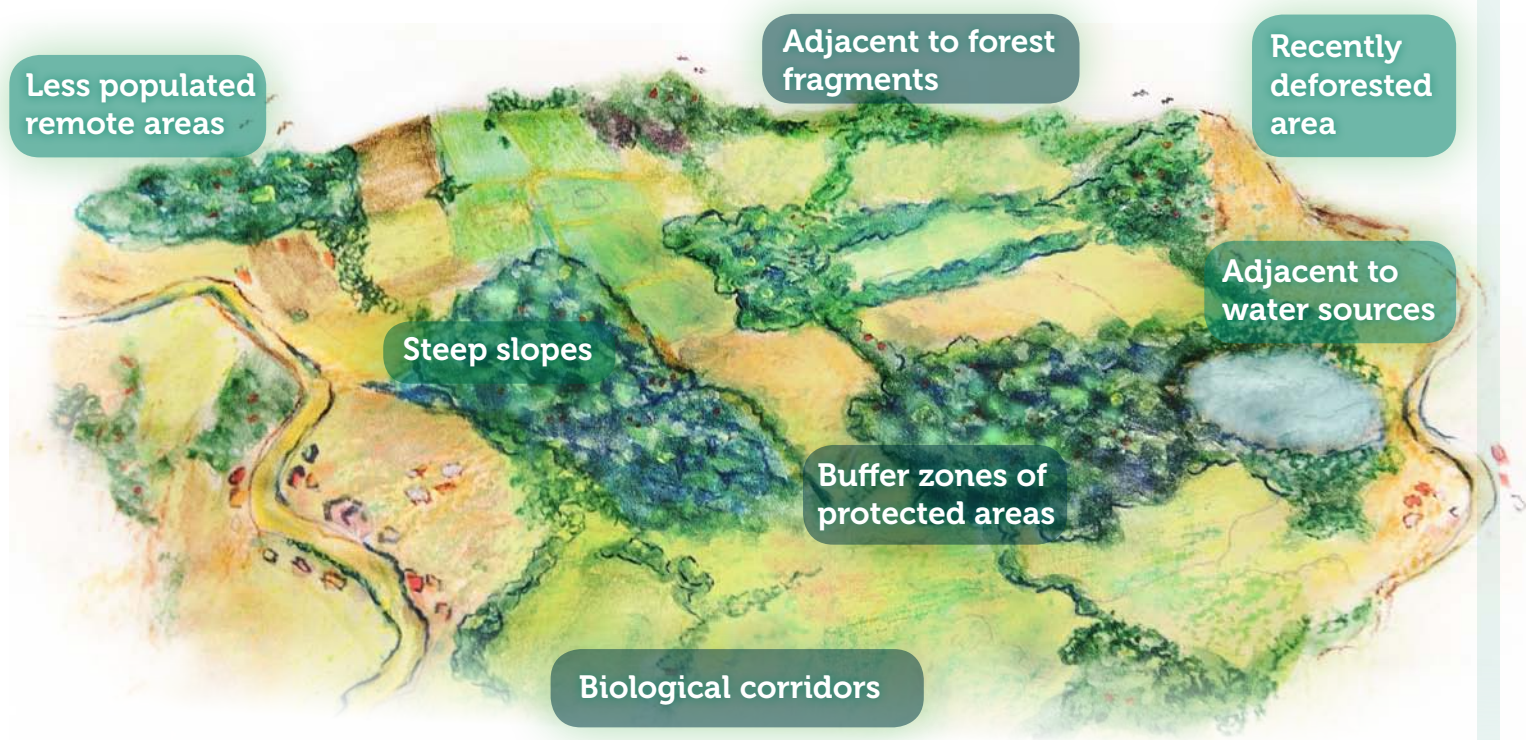 Less populated
remote areas
Adjacent to forest
fragments
Recently
deforested
area
Adjacent to
water sources
Steep slopes
Buffer zones of
protected areas
Biological corridors